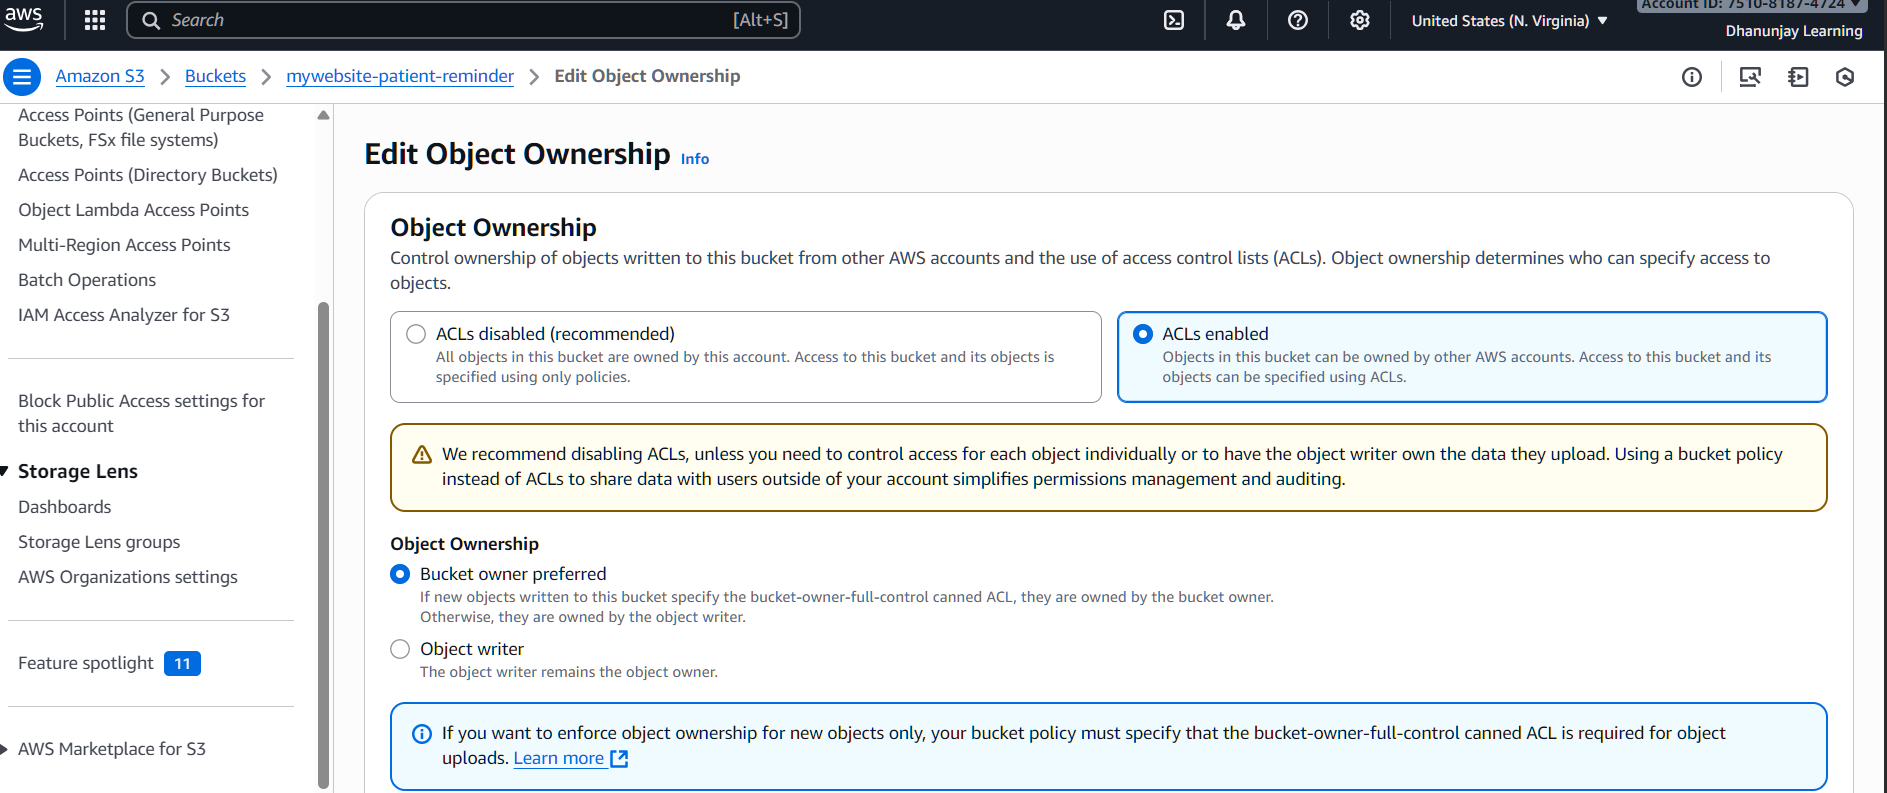 aws
Search
[Alt+S]
United States (N. Virginia)
Account ID: 7510-8187-4724
Dhanunjay Learning
Amazon S3
Buckets
mywebsite-patient-reminder
Edit Object Ownership
Access Points (General Purpose
Buckets, FSx file systems)
Access Points (Directory Buckets)
Object Lambda Access Points
Multi-Region Access Points
Batch Operations
IAM Access Analyzer for S3
Block Public Access settings for
this account
Storage Lens
Dashboards
Storage Lens groups
AWS Organizations settings
Feature spotlight 11
AWS Marketplace for S3
Edit Object Ownership Info
Object Ownership
Control ownership of objects written to this bucket from other AWS accounts and the use of access control lists (ACLs). Object ownership determines who can specify access to
objects.
ACLs disabled (recommended)
All objects in this bucket are owned by this account. Access to this bucket and its objects is
specified using only policies.
ACLs enabled
Objects in this bucket can be owned by other AWS accounts. Access to this bucket and its
objects can be specified using ACLs.
We recommend disabling ACLs, unless you need to control access for each object individually or to have the object writer own the data they upload. Using a bucket policy
instead of ACLs to share data with users outside of your account simplifies permissions management and auditing.
Object Ownership
Bucket owner preferred
If new objects written to this bucket specify the bucket-owner-full-control canned ACL, they are owned by the bucket owner.
Otherwise, they are owned by the object writer.
Object writer
The object writer remains the object owner.
If you want to enforce object ownership for new objects only, your bucket policy must specify that the bucket-owner-full-control canned ACL is required for object
uploads. Learn more